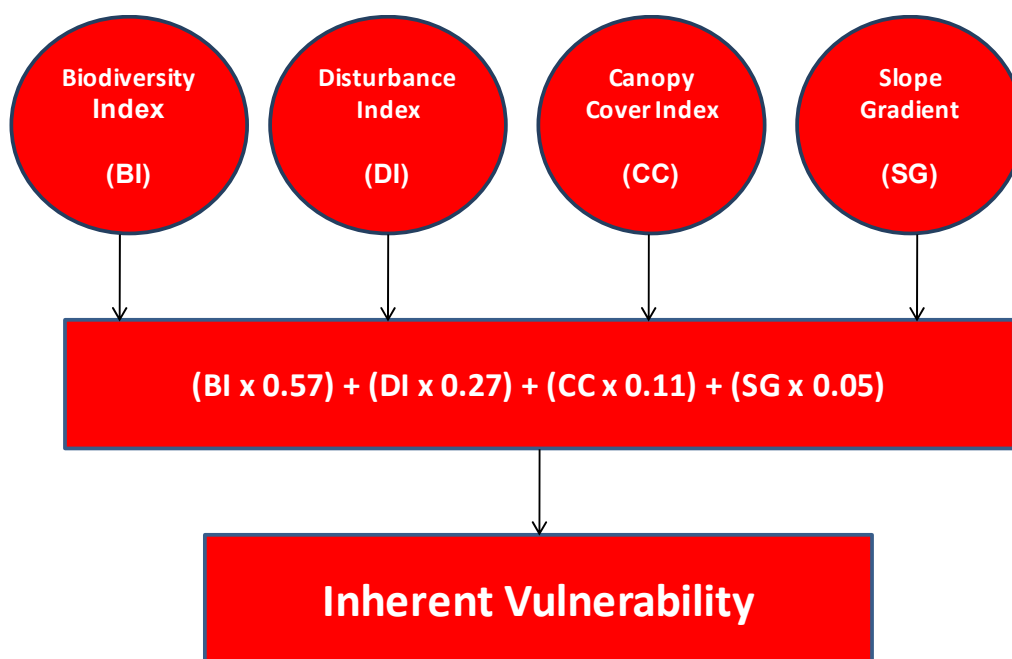 Biodiversity
Index
(BI)
Disturbance
Index
(DI)
Canopy
Cover Index
(CC)
Slope
Gradient
(SG)
(BI x 0.57) + (DI x 0.27) + (CC x 0.11) + (SG x 0.05)
Inherent Vulnerability